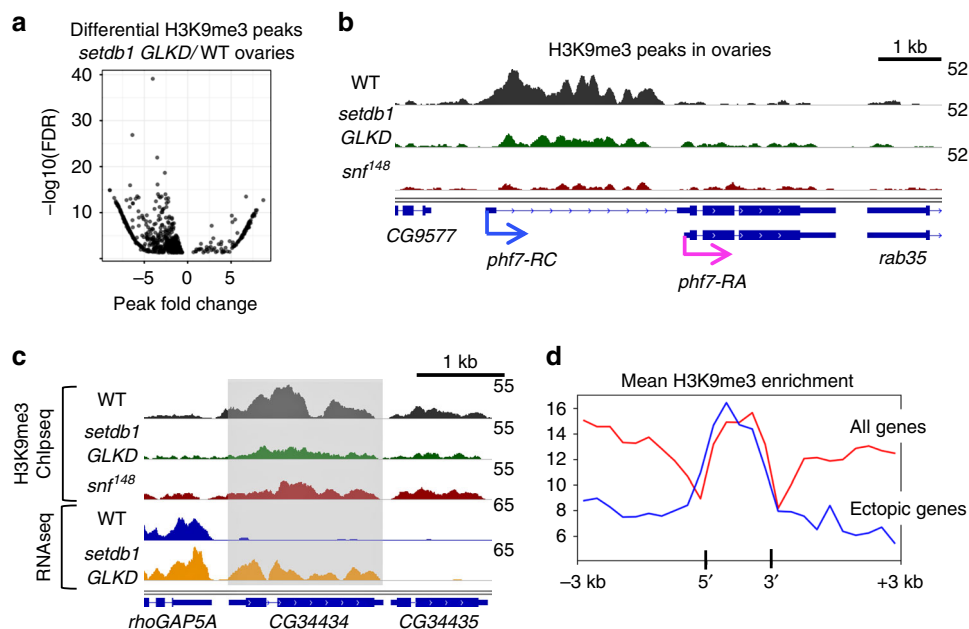 a
Differential H3K9me3 peaks
setdb1 GLKD/ WT ovaries
40
30
20
10
−log10(FDR)
−5
0
5
Peak fold change
b
H3K9me3 peaks in ovaries
1 kb
WT
52
setdb1
GLKD
52
snf148
CG9577
phf7-RC
phf7-RA
rab35
c
1 kb
H3K9me3
ChIpseq
WT
55
setdb1
GLKD
55
snf148
55
RNAseq
WT
65
setdb1
GLKD
65
rhoGAP5A
CG34434
CG34435
d
Mean H3K9me3 enrichment
16
14
12
10
8
6
All genes
Ectopic genes
−3 kb
5′
3′
+3 kb